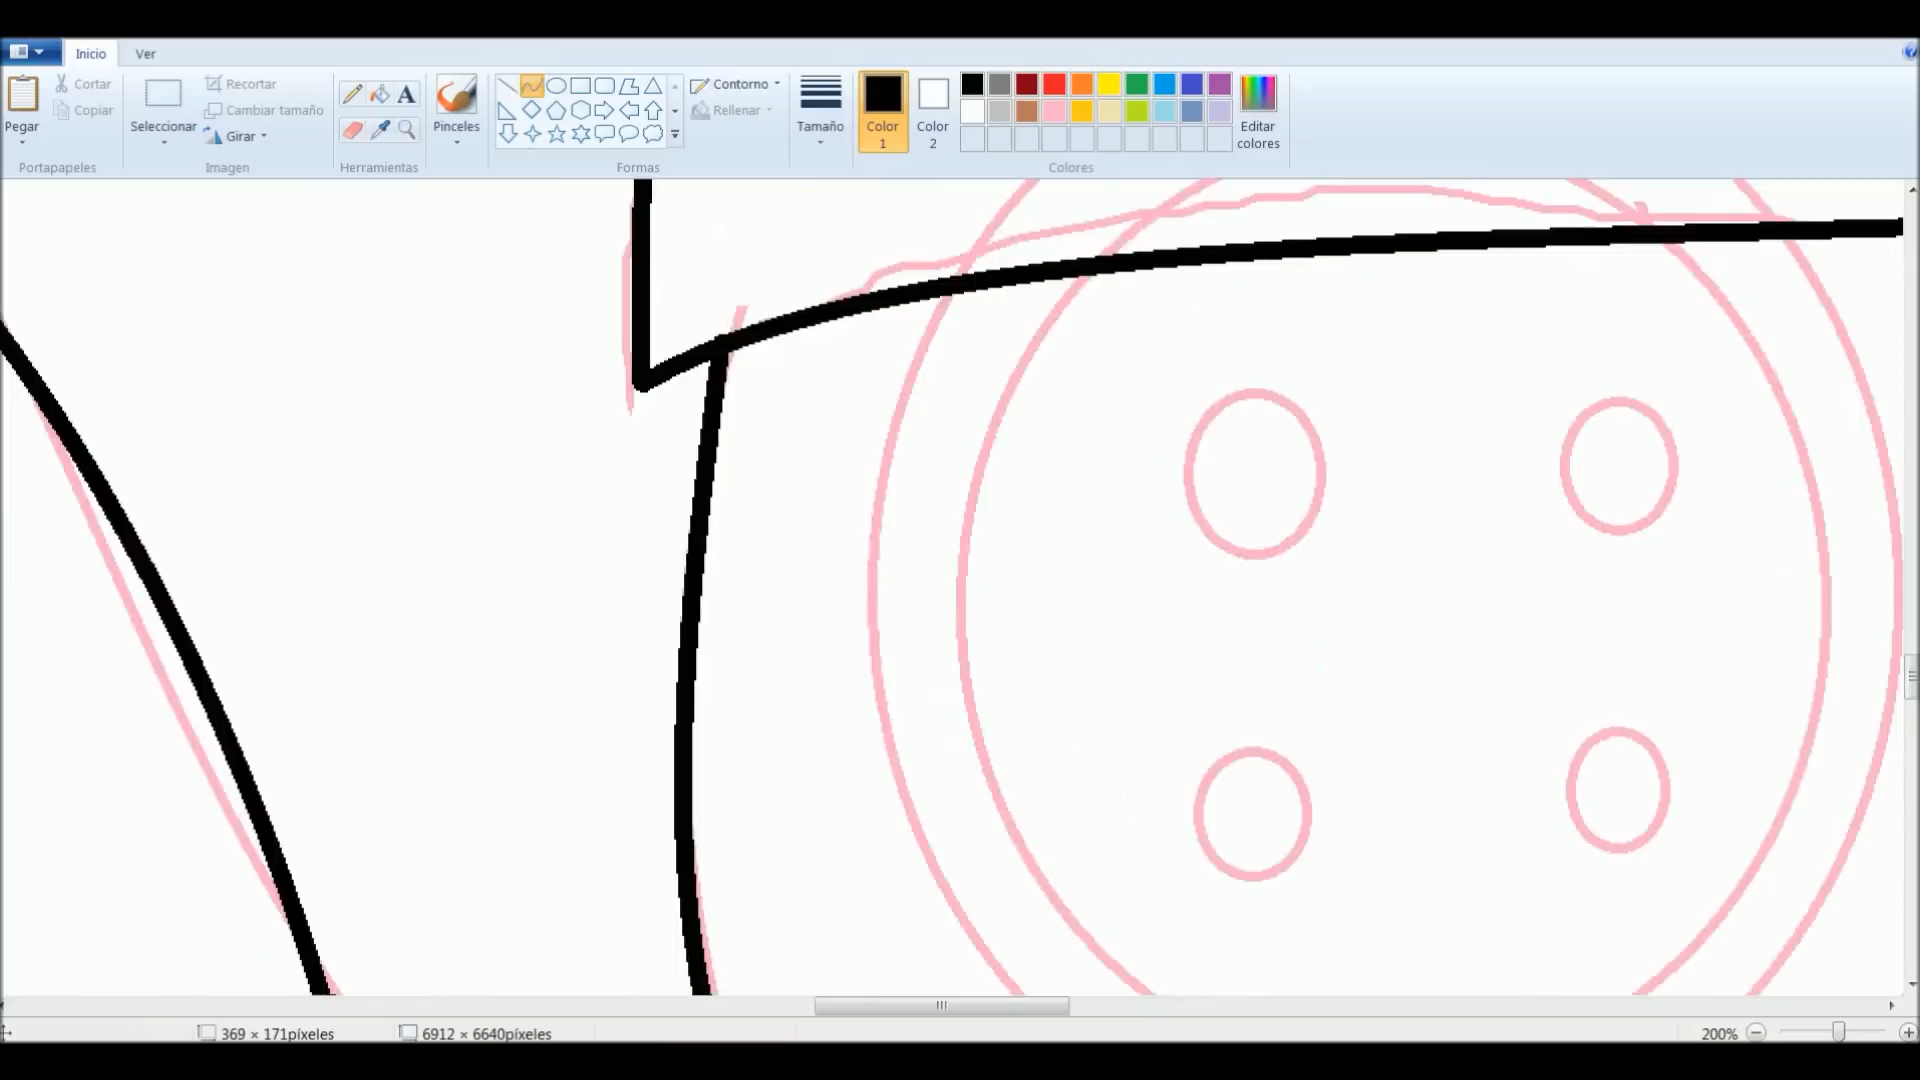 Inicio Ver
Pegar
Cortar
Copiar
Portapapeles
Seleccionar
Recortar
Cambiar tamaño
Girar
Imagen
A
Herramientas
Pinceles
Contorno
Rellenar
Formas
Tamaño
Color
1
Color
2
Editar
colores
Colores
369 × 171píxeles
6912 × 6640píxeles
200%